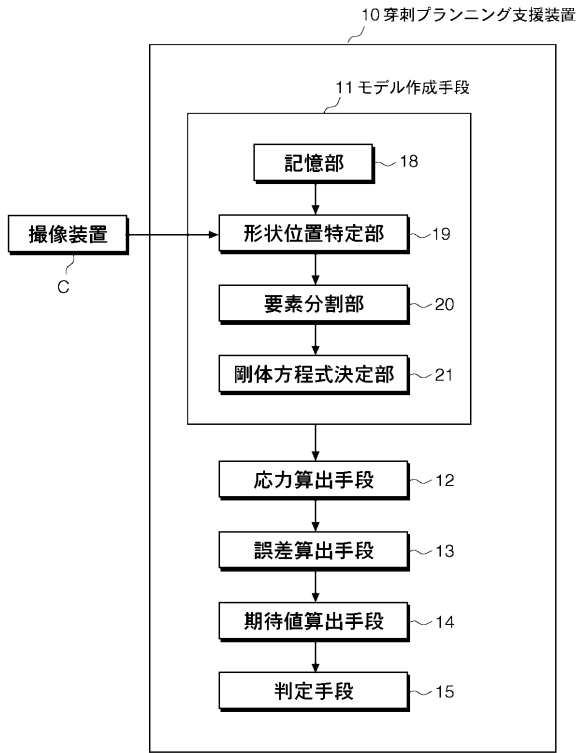 10 穿刺プランニング支援装置
11 モデル作成手段
記憶部
18
撮像装置
C
形状位置特定部
19
要素分割部
20
剛体方程式決定部
21
応力算出手段
12
誤差算出手段
13
期待値算出手段
14
判定手段
15